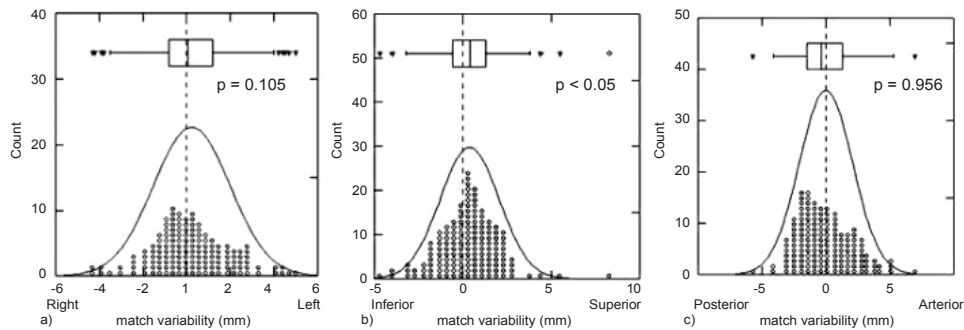 40
30
20
10
0
Count
p = 0.105
-6 -4 -2 -1 2 4 6
Right Left
match variability (mm)
a)
60
50
40
30
20
10
0
Count
p < 0.05
-5 0 5 10
Inferior Superior
match variability (mm)
b)
50
40
30
20
10
0
Count
p = 0.956
-5 0 5
Posterior Arterior
match variability (mm)
c)